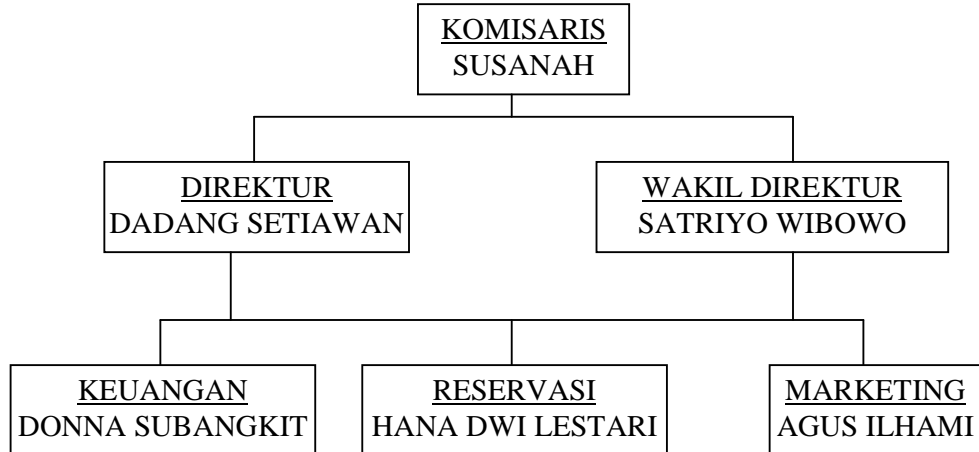 KOMISARIS
SUSANAH
DIREKTUR
DADANG SETIAWAN
WAKIL DIREKTUR
SATRIYO WIBOWO
KEUANGAN
DONNA SUBANGKIT
RESERVASI
HANA DWI LESTARI
MARKETING
AGUS ILHAMI